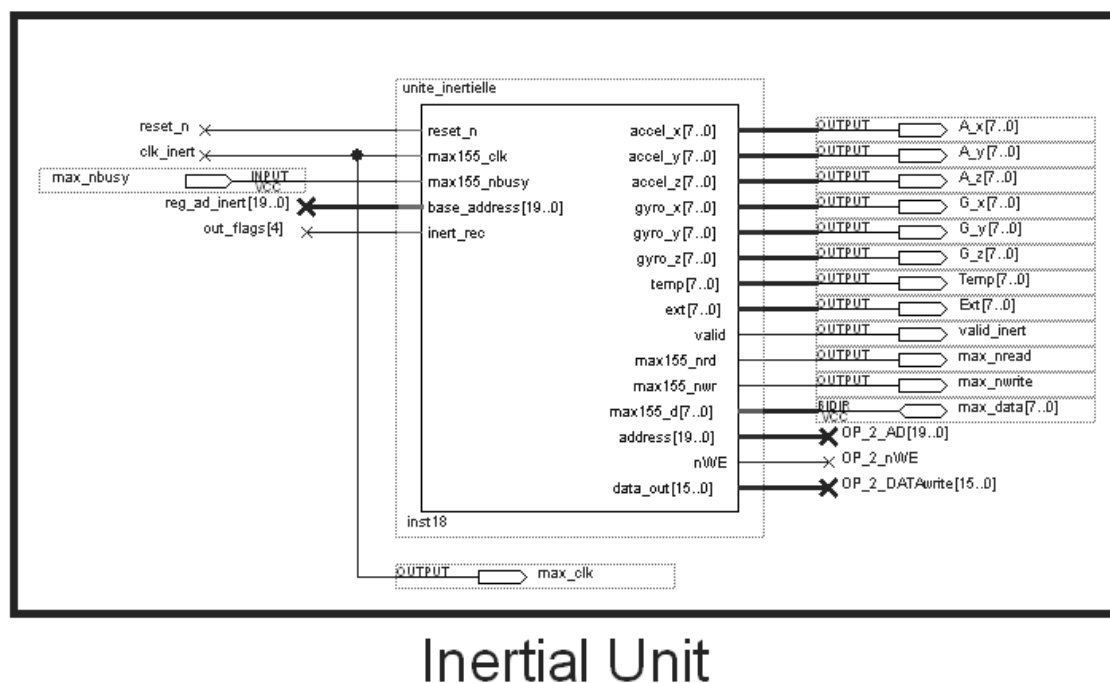 unite_inertielle
reset_n reset_n accel_x[7..0] OUTPUT A_x[7..0]
clk_inert max155_clk accel_y[7..0] OUTPUT A_y[7..0]
max_nbusy INPUT VCC max155_nbusy accel_z[7..0] OUTPUT A_z[7..0]
reg_ad_inert[19..0] base_address[19..0] gyro_x[7..0] OUTPUT G_x[7..0]
out_flags[4] inert_rec gyro_y[7..0] OUTPUT G_y[7..0]
gyro_z[7..0] OUTPUT G_z[7..0]
temp[7..0] OUTPUT Temp[7..0]
ext[7..0] OUTPUT Ext[7..0]
valid OUTPUT valid_inert
max155_nrd OUTPUT max_nread
max155_nwr OUTPUT max_nwrite
max155_d[7..0] BIDIR VCC max_data[7..0]
address[19..0] OP_2_AD[19..0]
nWE OP_2_nWE
data_out[15..0] OP_2_DATAwrite[15..0]
inst18
OUTPUT max_clk
Inertial Unit